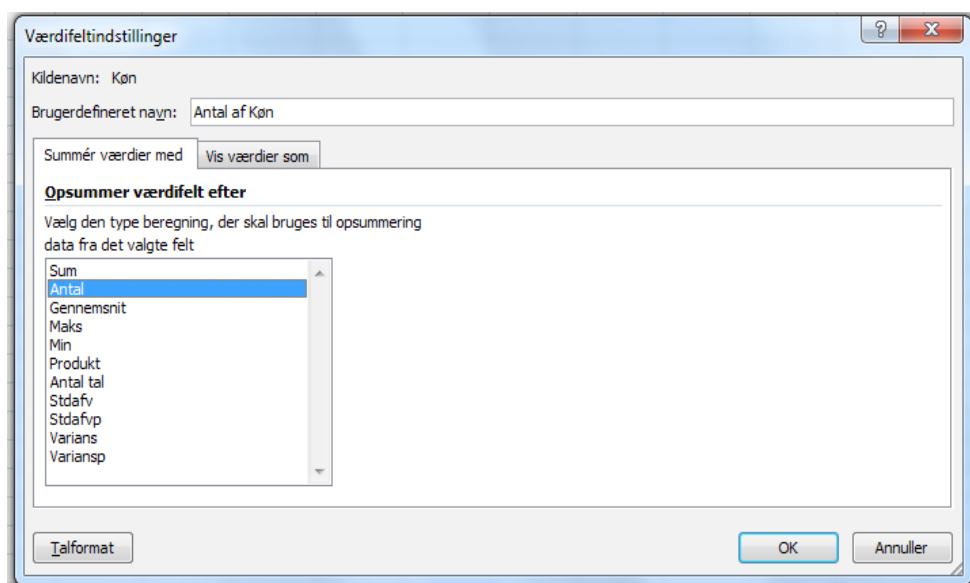 Værdifeltindstillinger
Kildenavn: Køn
Brugerdefineret navn: Antal af Køn
Summér værdier med Vis værdier som
Opsummer værdifelt efter
Vælg den type beregning, der skal bruges til opsummering
data fra det valgte felt
Sum
Antal
Gennemsnit
Maks
Min
Produkt
Antal tal
Stdafv
Stdafvp
Varians
Variansp
Talformat OK Annuller